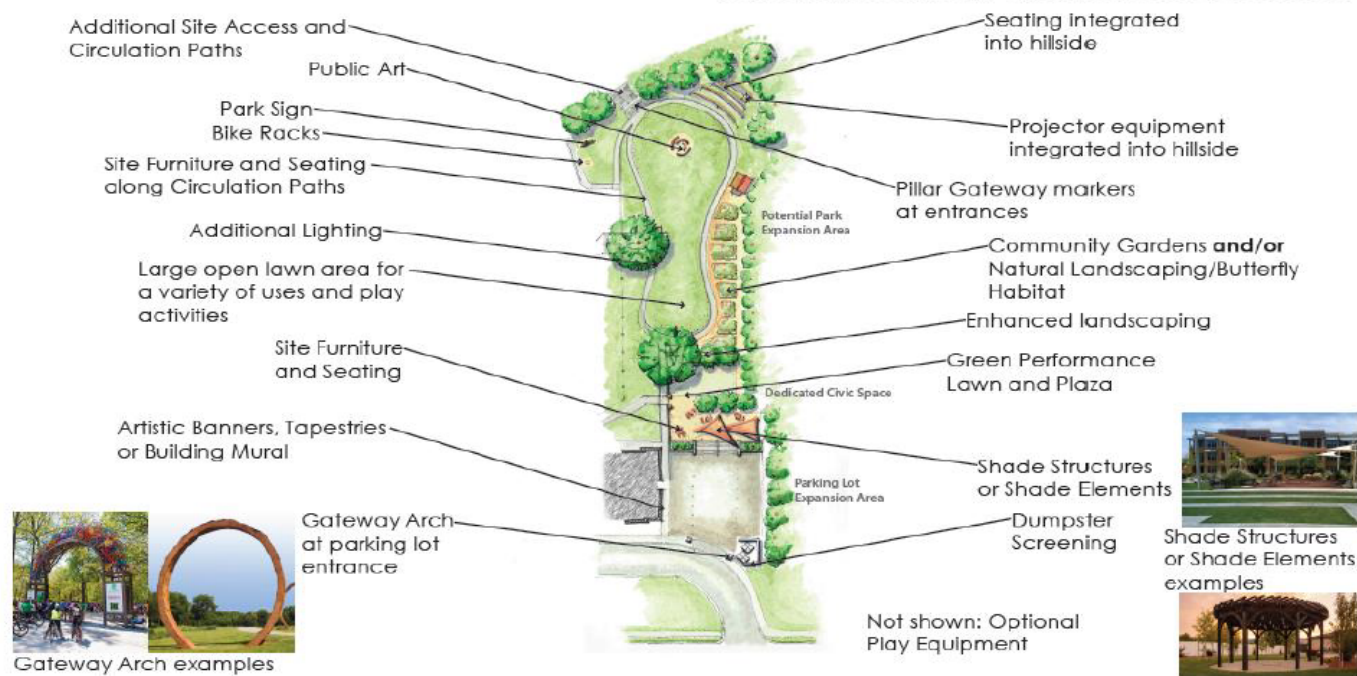 Additional Site Access and
Circulation Paths
Public Art
Park Sign
Bike Racks
Site Furniture and Seating
along Circulation Paths
Additional Lighting
Large open lawn area for
a variety of uses and play
activities
Site Furniture
and Seating
Artistic Banners, Tapestries
or Building Mural
Gateway Arch
at parking lot
entrance
Gateway Arch examples
Seating integrated
into hillside
Projector equipment
integrated into hillside
Pillar Gateway markers
at entrances
Potential Park
Expansion Area
Community Gardens and/or
Natural Landscaping/Butterfly
Habitat
Enhanced landscaping
Green Performance
Lawn and Plaza
Dedicated Civic Space
Shade Structures
or Shade Elements
Parking Lot
Expansion Area
Dumpster
Screening
Shade Structures
or Shade Elements
examples
Not shown: Optional
Play Equipment